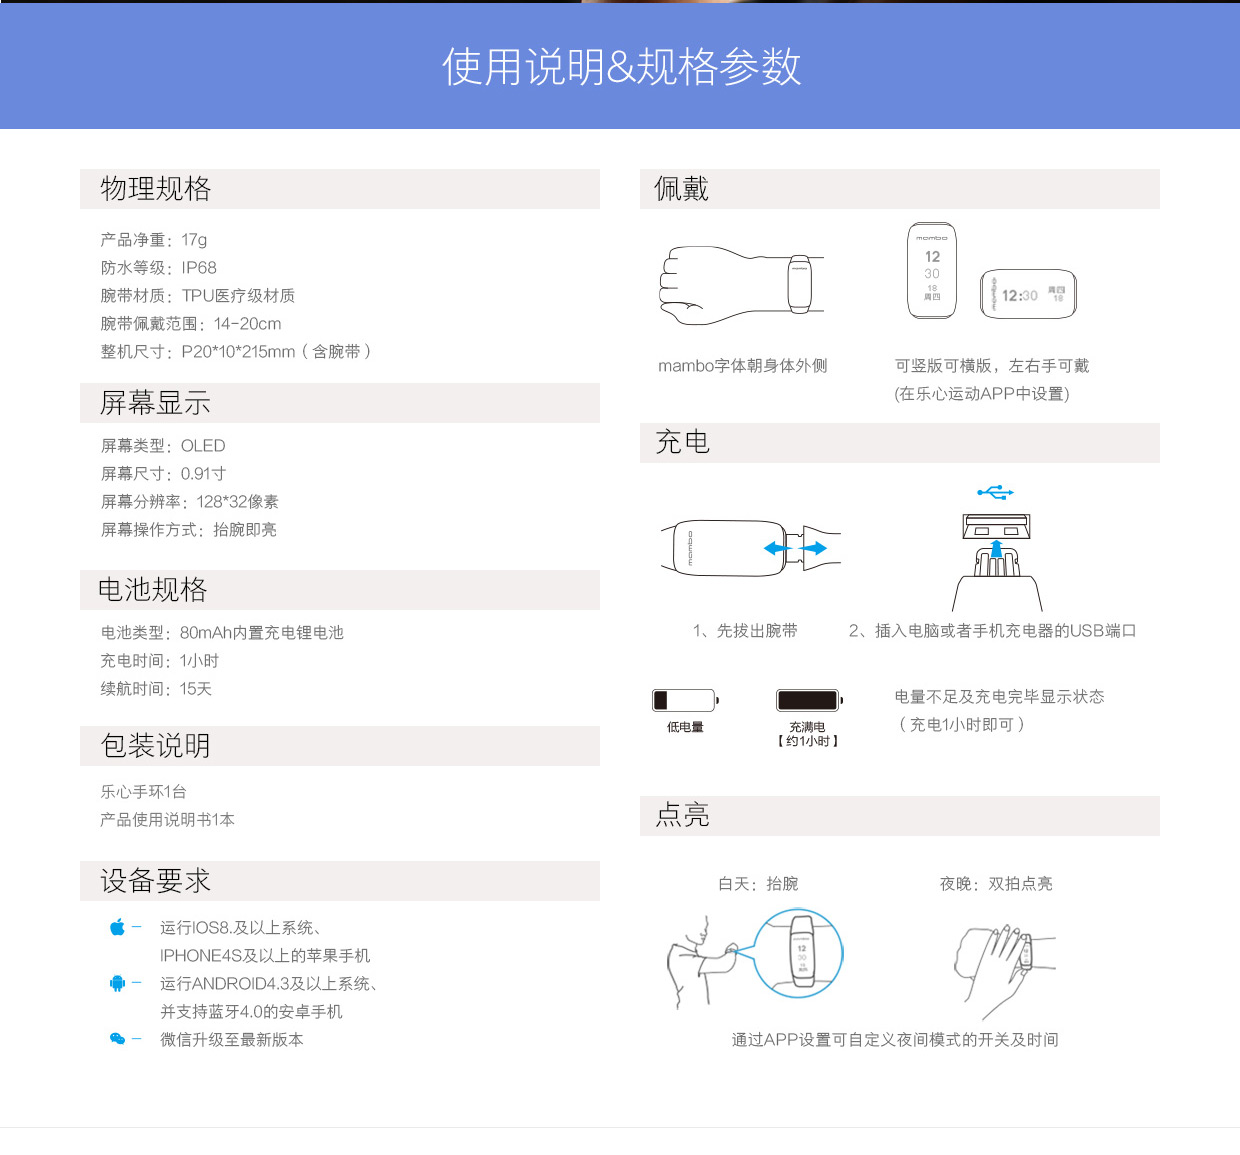 使用说明&规格参数
物理规格
产品净重：17g
防水等级：IP68
腕带材质：TPU医疗级材质
腕带佩戴范围：14-20cm
整机尺寸：P20*10*215mm（含腕带）
屏幕显示
屏幕类型：OLED
屏幕尺寸：0.91寸
屏幕分辨率：128*32像素
屏幕操作方式：抬腕即亮
电池规格
电池类型：80mAh内置充电锂电池
充电时间：1小时
续航时间：15天
包装说明
乐心手环1台
产品使用说明书1本
设备要求
运行IOS8.及以上系统、
IPHONE4S及以上的苹果手机
运行ANDROID4.3及以上系统、
并支持蓝牙4.0的安卓手机
微信升级至最新版本
佩戴
mambo
mambo
12
30
18
周四
mambo
12:30
周四
18
mambo字体朝身体外侧
可竖版可横版，左右手可戴
(在乐心运动APP中设置)
充电
mambo
1、先拔出腕带
2、插入电脑或者手机充电器的USB端口
低电量
充满电
【约1小时】
电量不足及充电完毕显示状态
（充电1小时即可）
点亮
白天：抬腕
夜晚：双拍点亮
12
30
通过APP设置可自定义夜间模式的开关及时间